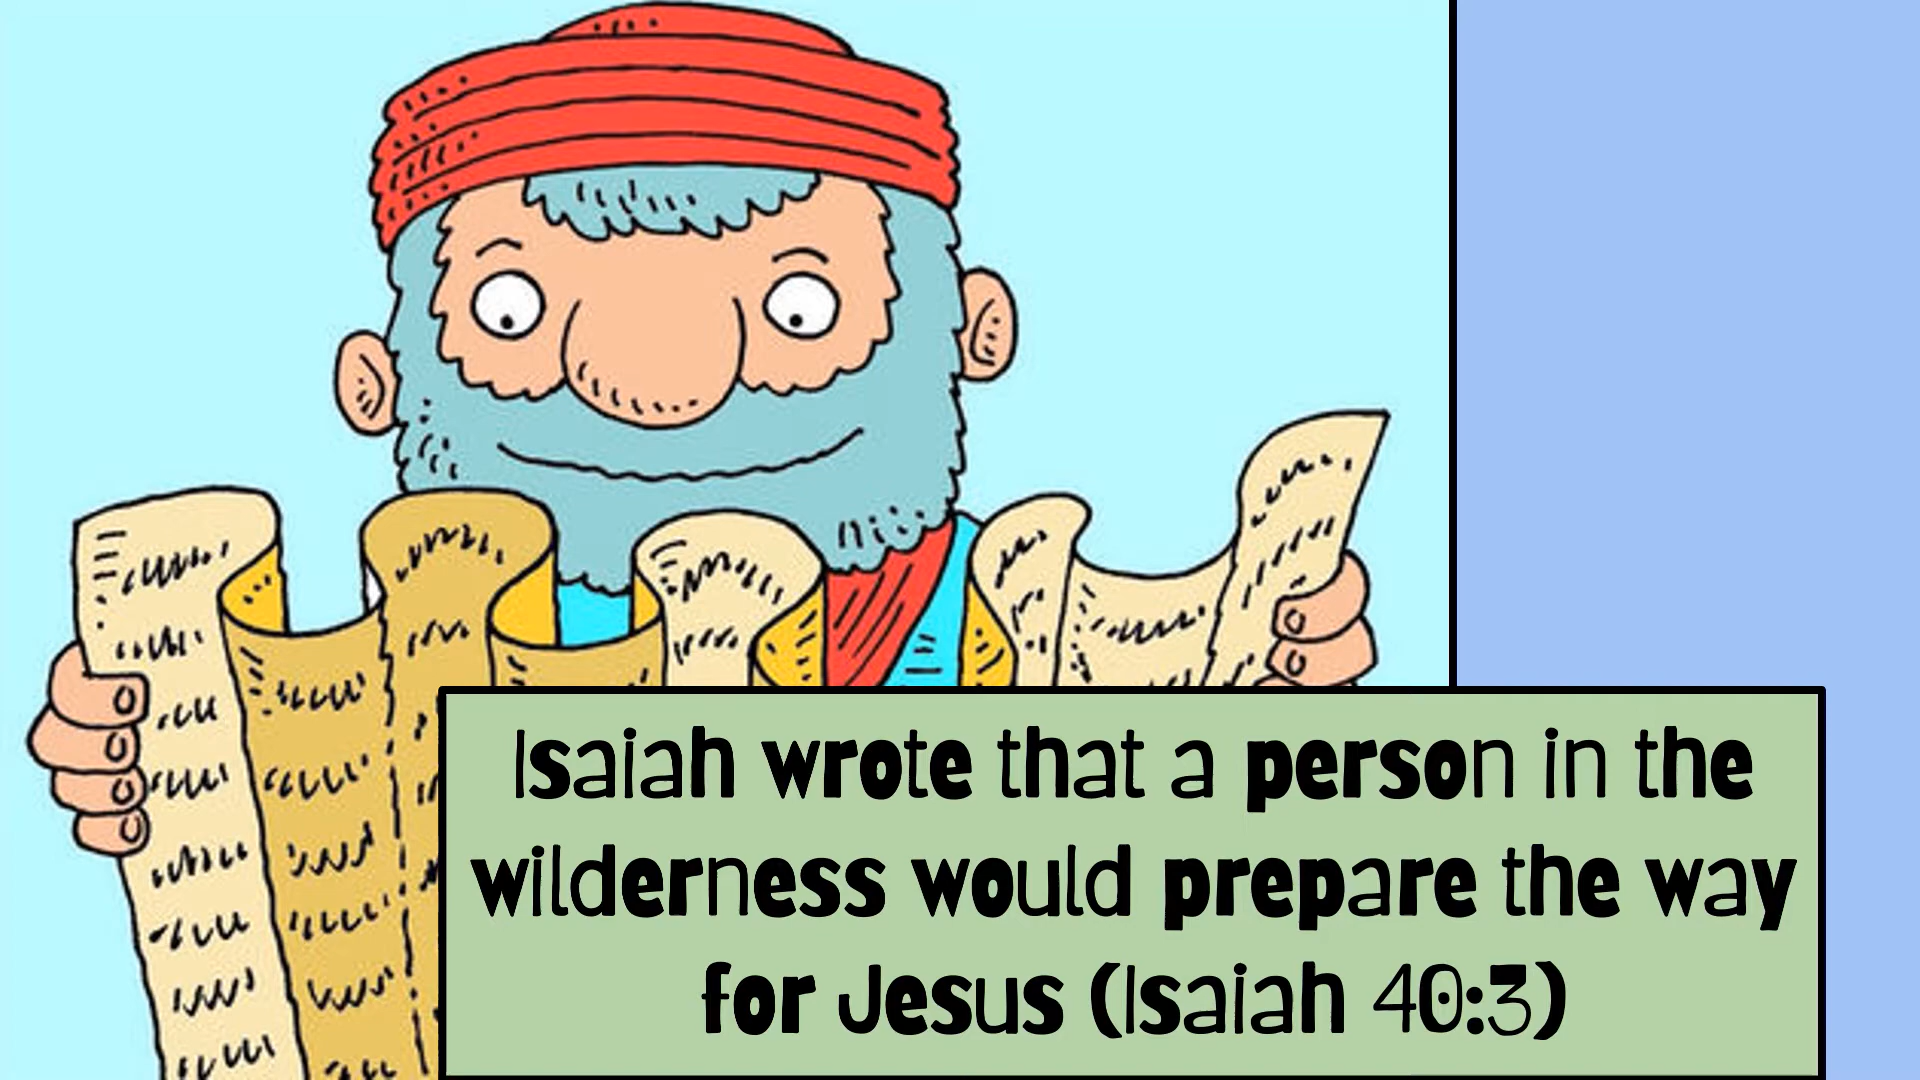 Isaiah wrote that a person in the
wilderness would prepare the way
for Jesus (Isaiah 40:3)